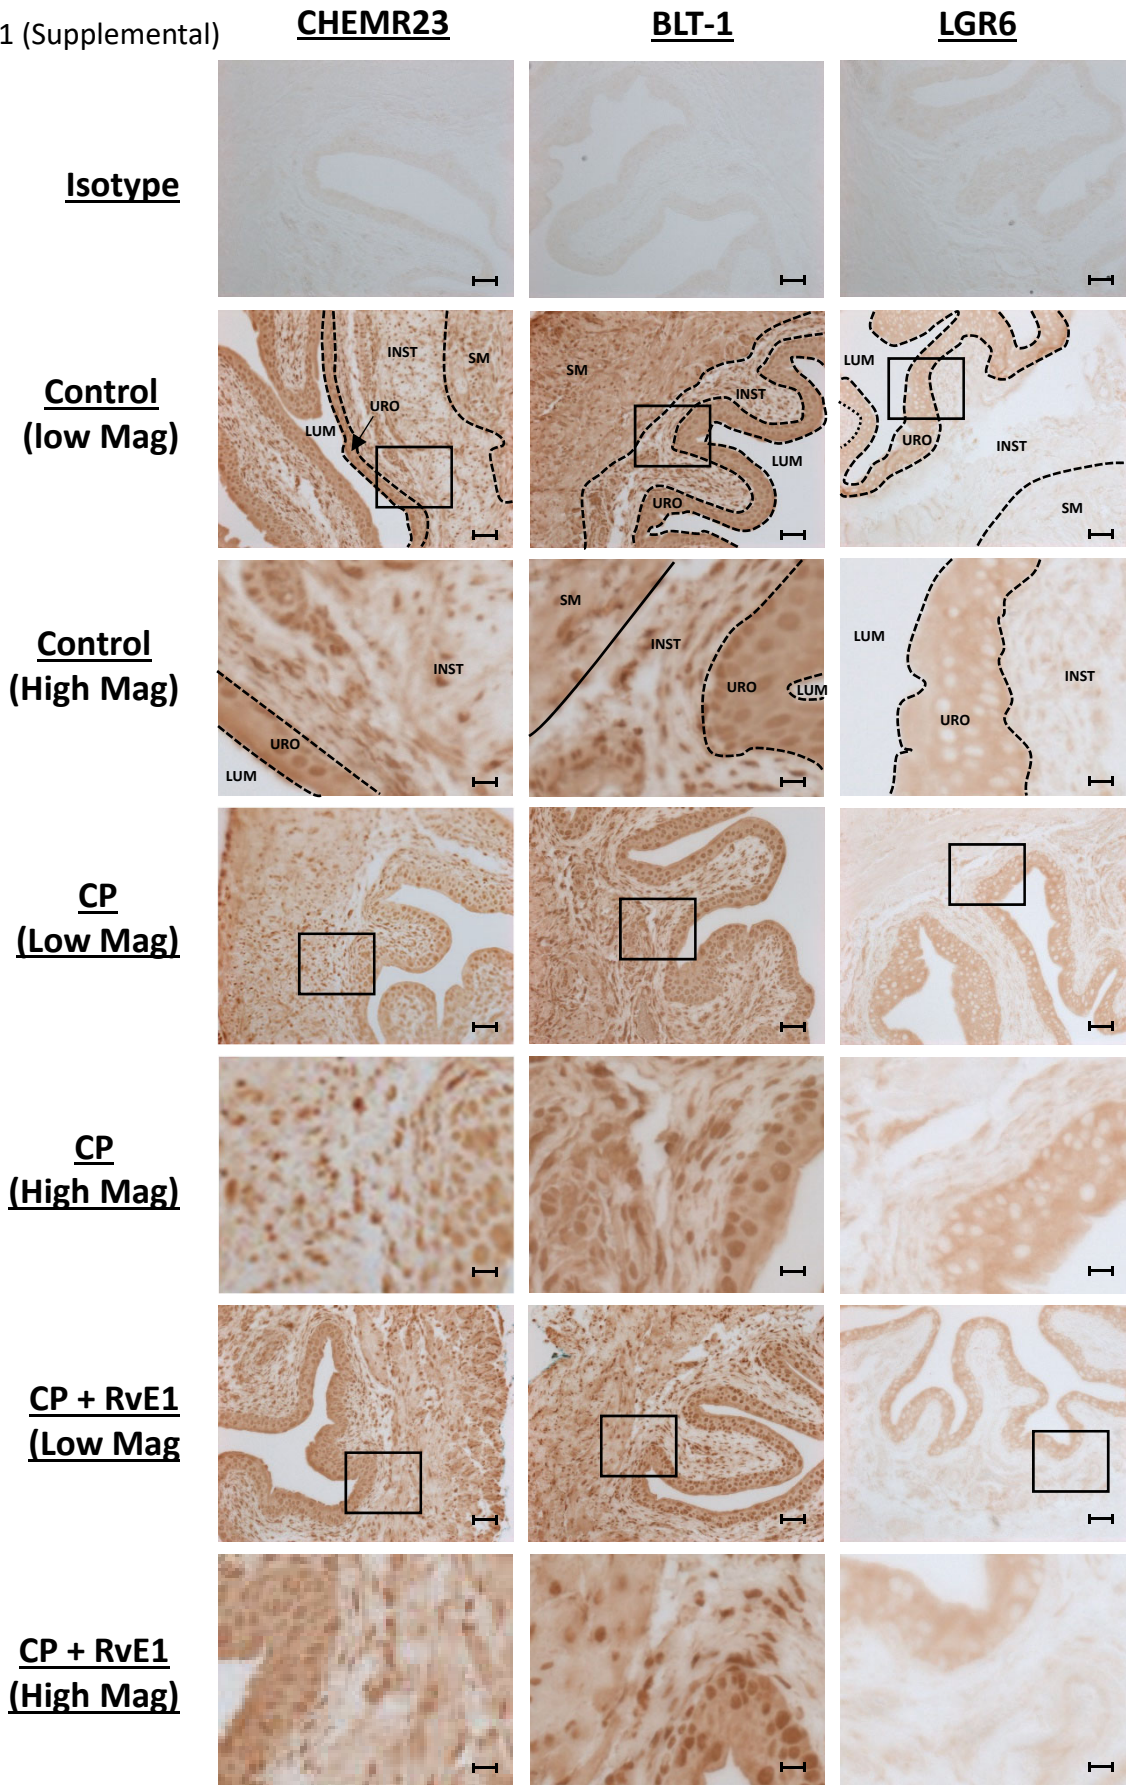 1 (Supplemental)
CHEMR23 BLT-1 LGR6
Isotype
Control
(low Mag)
INST SM URO LUM
SM INST LUM URO
LUM URO INST SM
Control
(High Mag)
INST URO LUM
SM INST URO LUM
LUM URO INST
CP
(Low Mag)
CP
(High Mag)
CP + RvE1
(Low Mag
CP + RvE1
(High Mag)